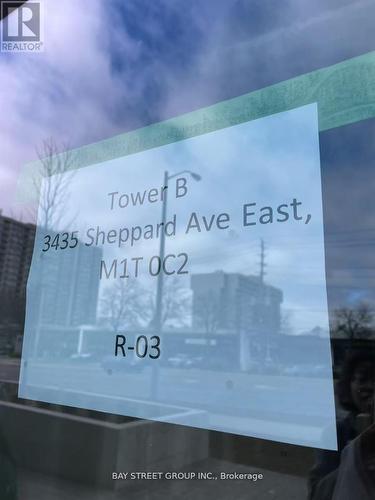 REALTOR®
Tower B
3435 Sheppard Ave East,
M1T 0C2
R-03
BAY STREET GROUP INC., Brokerage